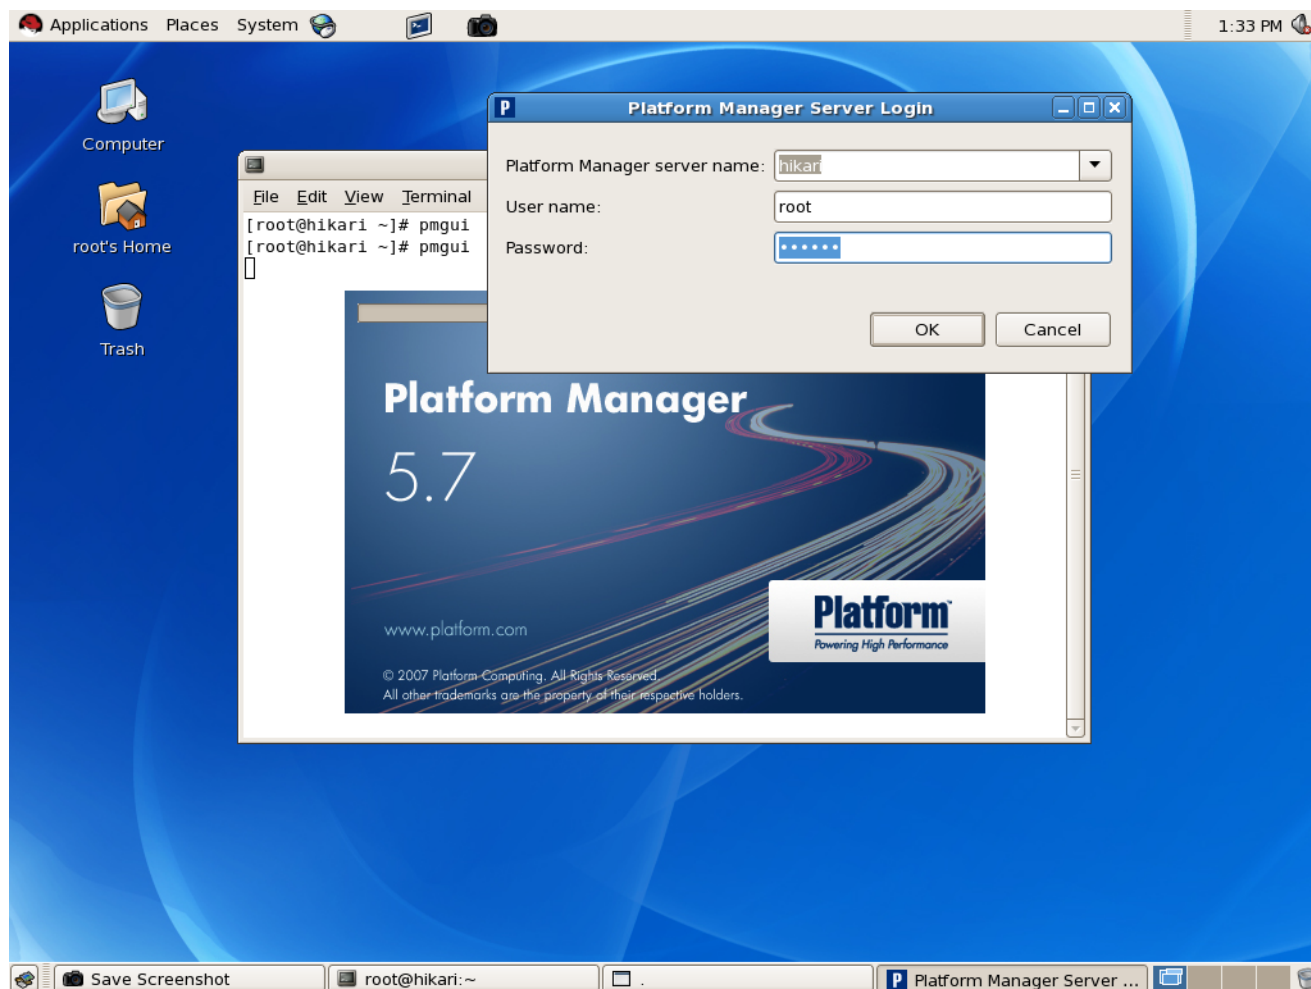 Applications Places System
1:33 PM
Computer
root's Home
Trash
Platform Manager Server Login
Platform Manager server name: hikari
User name: root
Password: ••••••
OK Cancel
File Edit View Terminal
[root@hikari ~]# pmgui
[root@hikari ~]# pmgui
Platform Manager
5.7
www.platform.com
Platform™
Powering High Performance
© 2007 Platform Computing. All Rights Reserved.
All other trademarks are the property of their respective holders.
Save Screenshot
root@hikari:~
.
Platform Manager Server ...